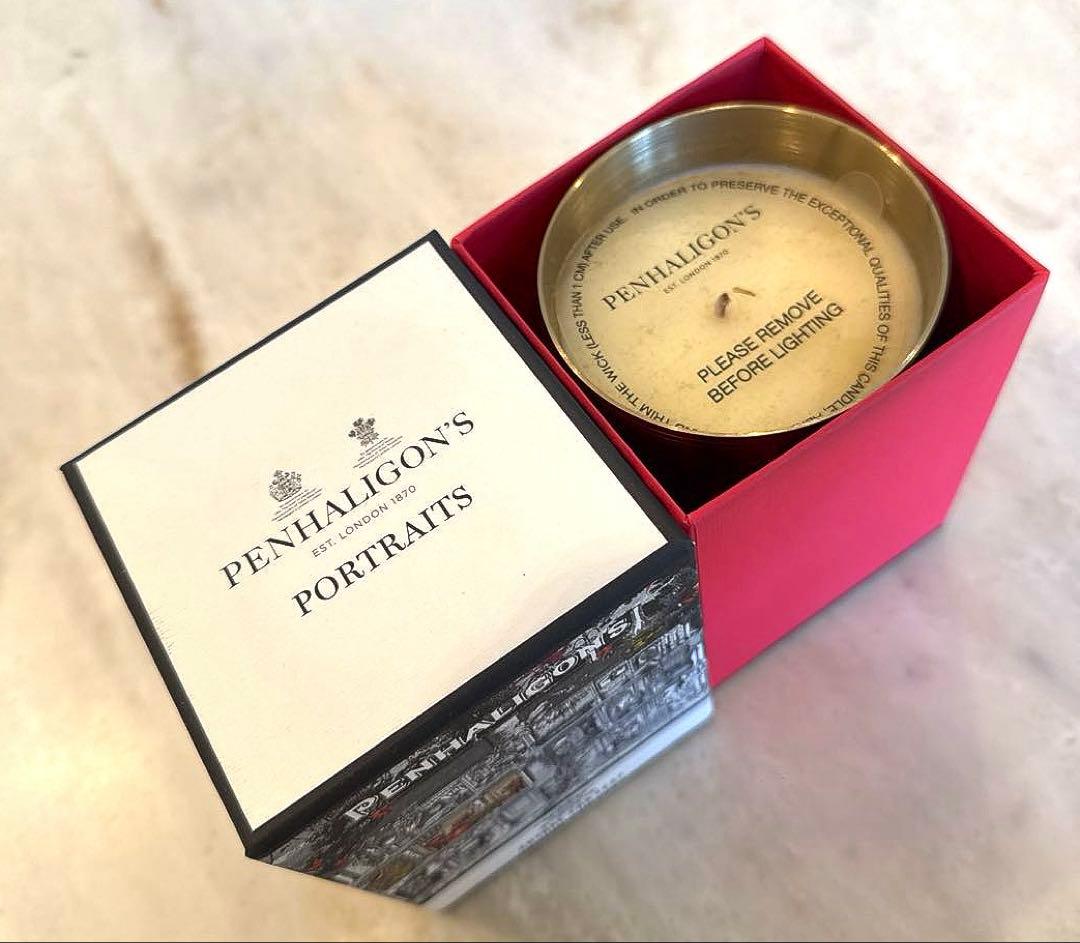 PENHALIGON'S
EST. LONDON 1870
PORTRAITS
PENHALIGON'S
IN ORDER TO PRESERVE THE EXCEPTIONAL QUALITIES OF THIS CANDLE,
THIM THE WICK (LESS THAN 1 CM) AFTER USE.
PENHALIGON'S
EST. LONDON 1870
PLEASE REMOVE
BEFORE LIGHTING